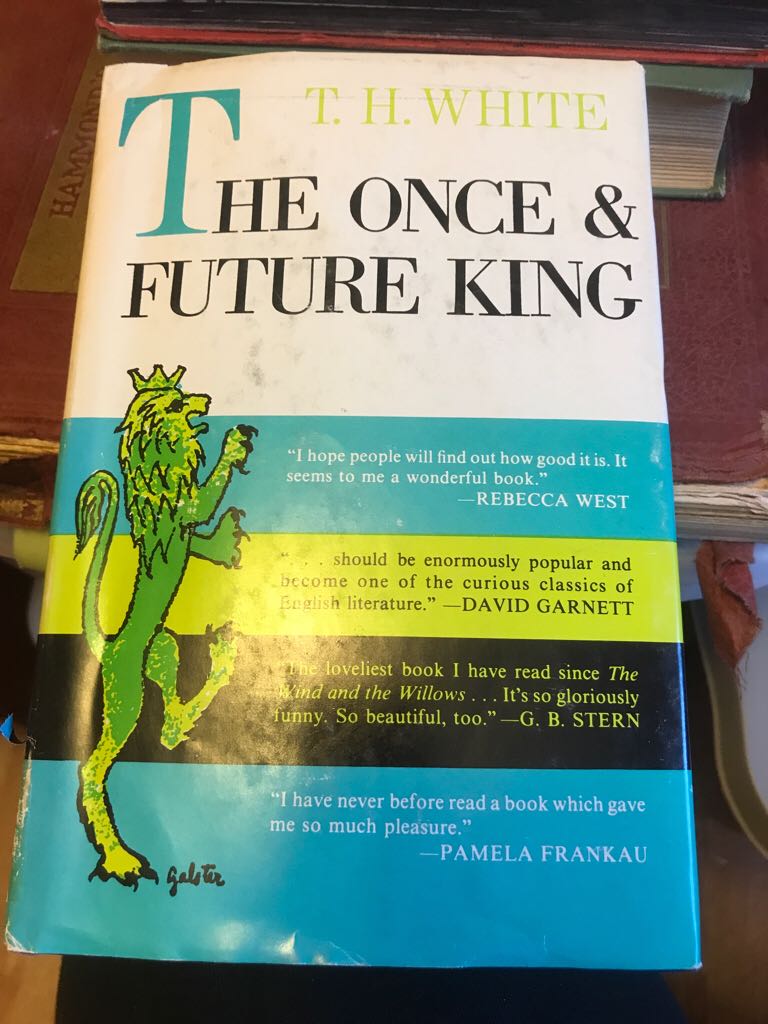 HAMMOND'S
T. H. WHITE
THE ONCE &
FUTURE KING
“I hope people will find out how good it is. It
seems to me a wonderful book.”
—REBECCA WEST
“. . . should be enormously popular and
become one of the curious classics of
English literature.” —DAVID GARNETT
“The loveliest book I have read since The
Wind and the Willows . . . It’s so gloriously
funny. So beautiful, too.” —G. B. STERN
“I have never before read a book which gave
me so much pleasure.”
—PAMELA FRANKAU
Galster